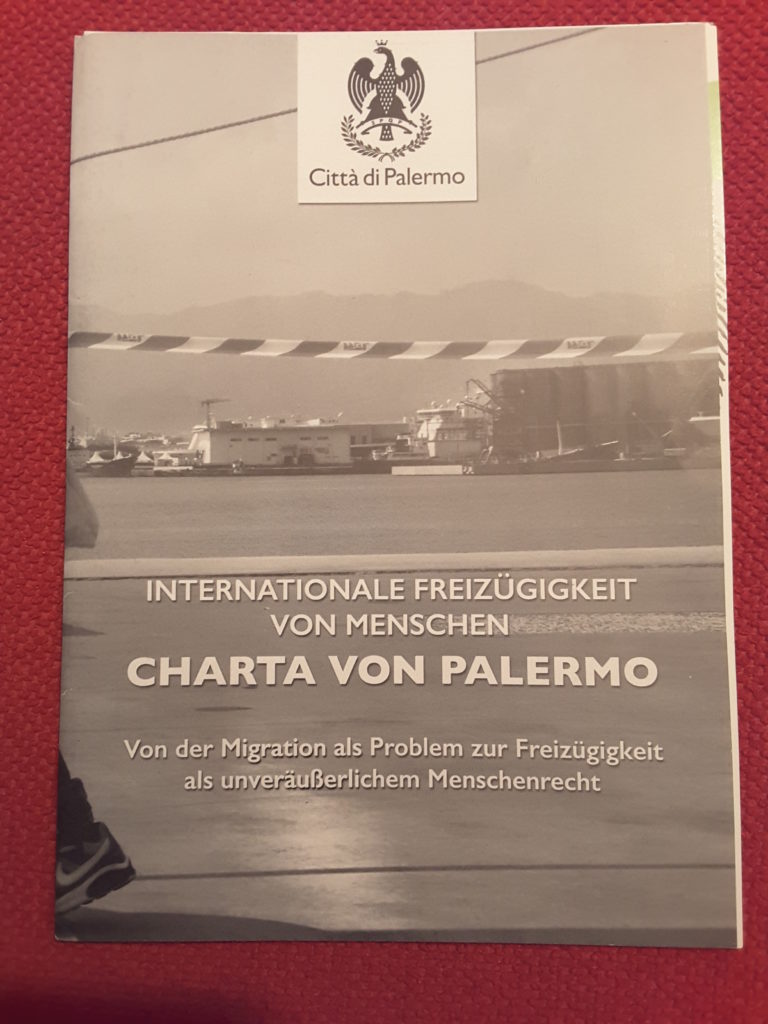 SPQP
Città di Palermo
INTERNATIONALE FREIZÜGIGKEIT
VON MENSCHEN
CHARTA VON PALERMO
Von der Migration als Problem zur Freizügigkeit
als unveräußerlichem Menschenrecht